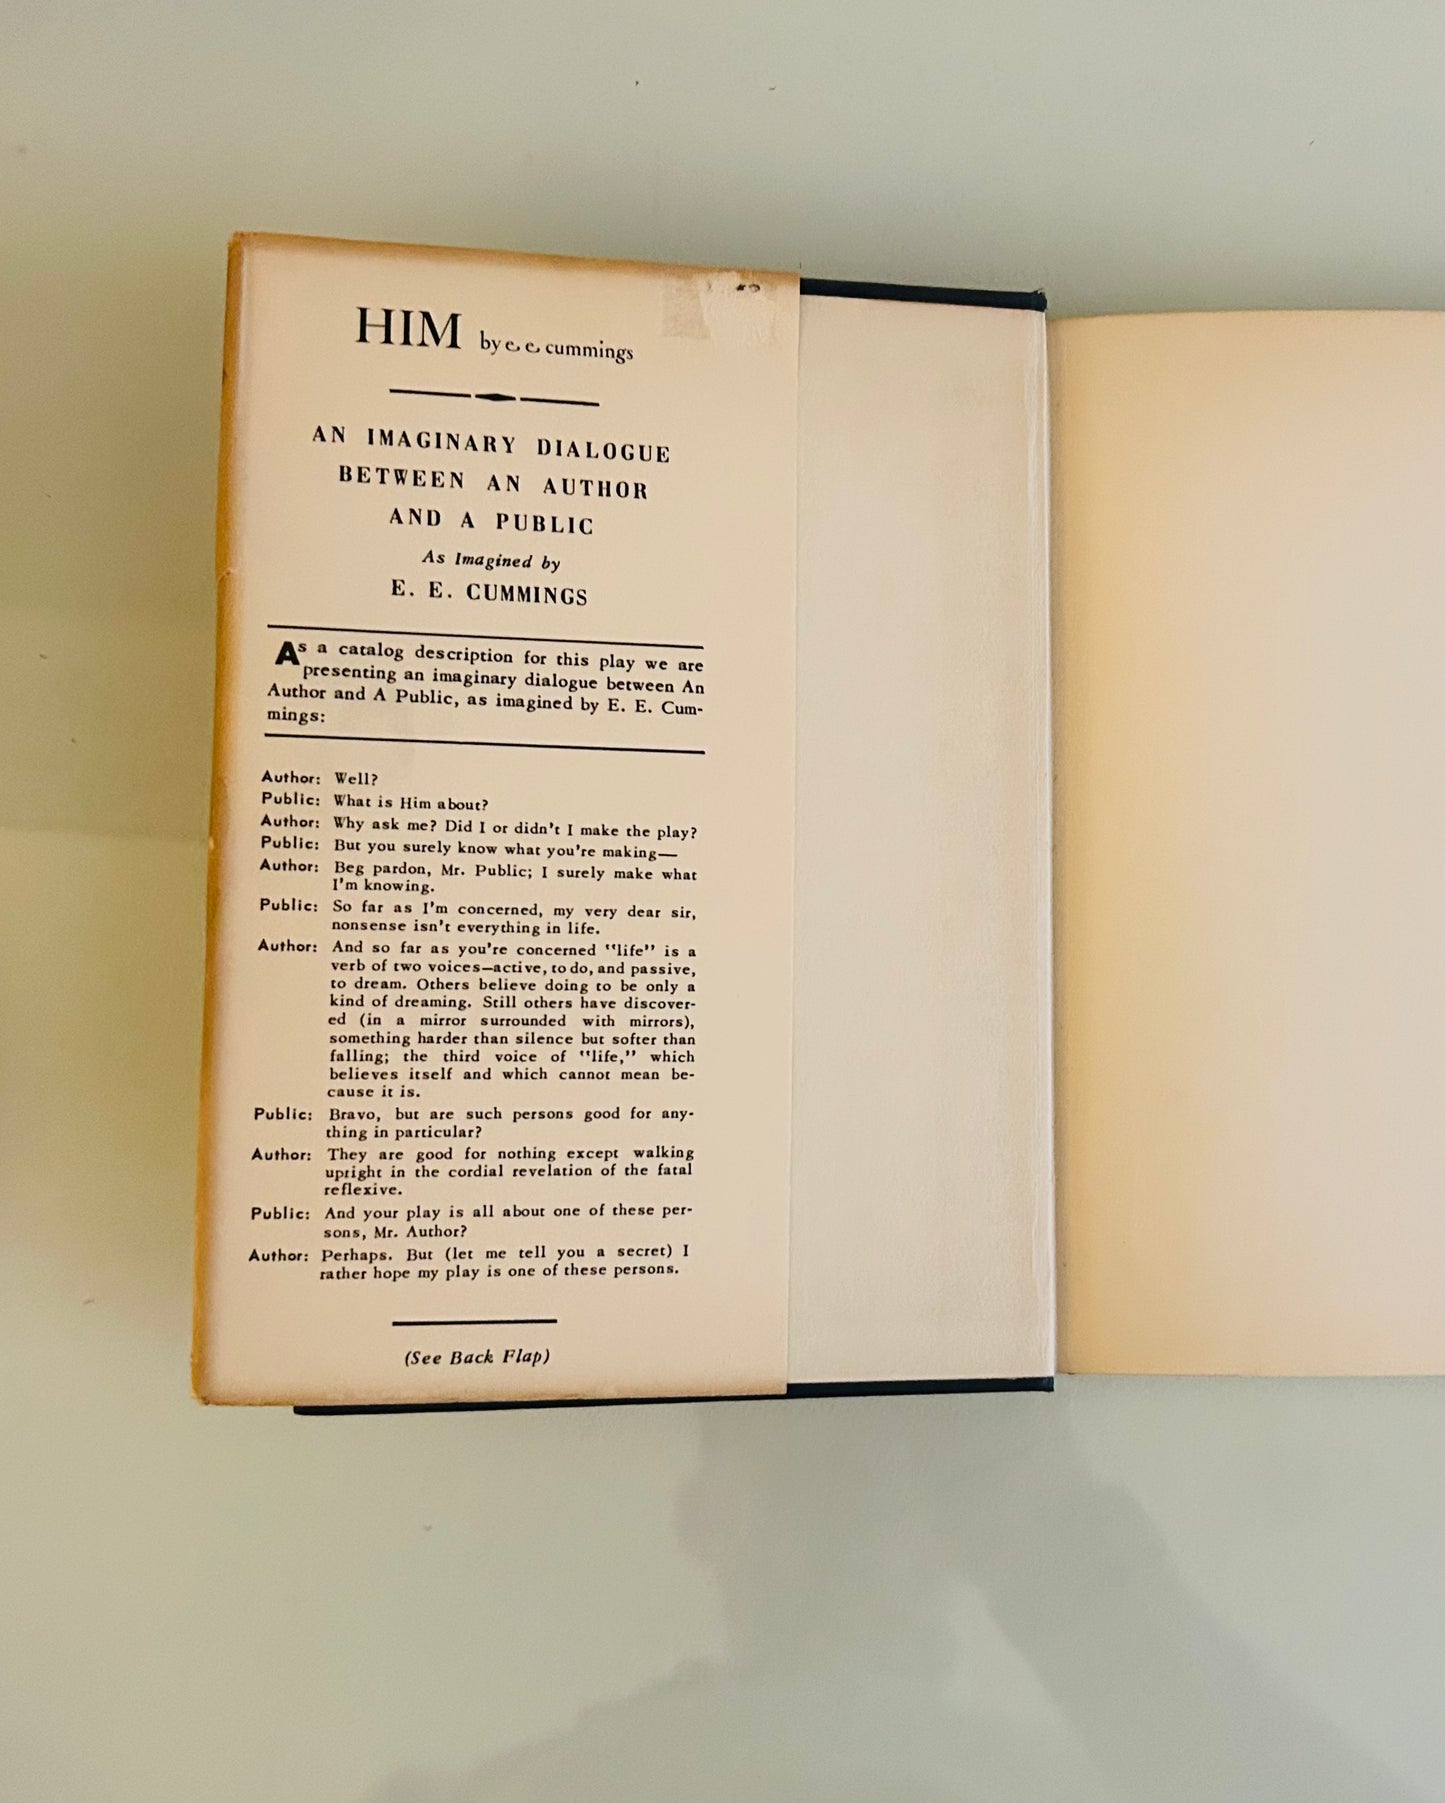 HIM by e. e. cummings
AN IMAGINARY DIALOGUE
BETWEEN AN AUTHOR
AND A PUBLIC
As Imagined by
E. E. CUMMINGS
As a catalog description for this play we are
presenting an imaginary dialogue between An
Author and A Public, as imagined by E. E. Cum-
mings:
Author: Well?
Public: What is Him about?
Author: Why ask me? Did I or didn't I make the play?
Public: But you surely know what you're making—
Author: Beg pardon, Mr. Public; I surely make what
I'm knowing.
Public: So far as I'm concerned, my very dear sir,
nonsense isn't everything in life.
Author: And so far as you're concerned "life" is a
verb of two voices—active, to do, and passive,
to dream. Others believe doing to be only a
kind of dreaming. Still others have discover-
ed (in a mirror surrounded with mirrors),
something harder than silence but softer than
falling; the third voice of "life," which
believes itself and which cannot mean be-
cause it is.
Public: Bravo, but are such persons good for any-
thing in particular?
Author: They are good for nothing except walking
upright in the cordial revelation of the fatal
reflexive.
Public: And your play is all about one of these per-
sons, Mr. Author?
Author: Perhaps. But (let me tell you a secret) I
rather hope my play is one of these persons.
(See Back Flap)